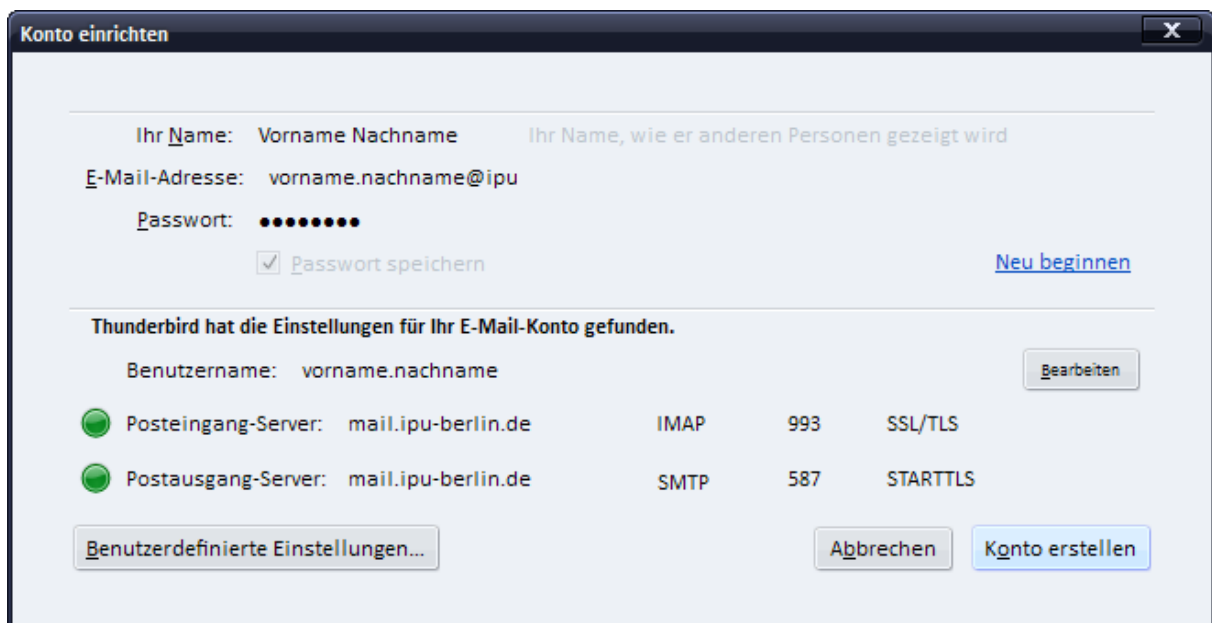 Konto einrichten
Ihr Name: Vorname Nachname Ihr Name, wie er anderen Personen gezeigt wird
E-Mail-Adresse: vorname.nachname@ipu
Passwort: ●●●●●●●●
Passwort speichern Neu beginnen
Thunderbird hat die Einstellungen für Ihr E-Mail-Konto gefunden.
Benutzername: vorname.nachname Bearbeiten
Posteingang-Server: mail.ipu-berlin.de IMAP 993 SSL/TLS
Postausgang-Server: mail.ipu-berlin.de SMTP 587 STARTTLS
Benutzerdefinierte Einstellungen... Abbrechen Konto erstellen